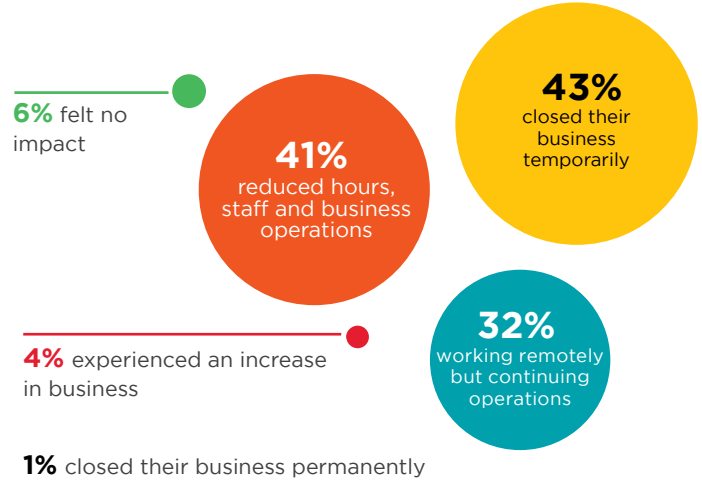 6% felt no
impact
41%
reduced hours,
staff and business
operations
43%
closed their
business
temporarily
4% experienced an increase
in business
32%
working remotely
but continuing
operations
1% closed their business permanently